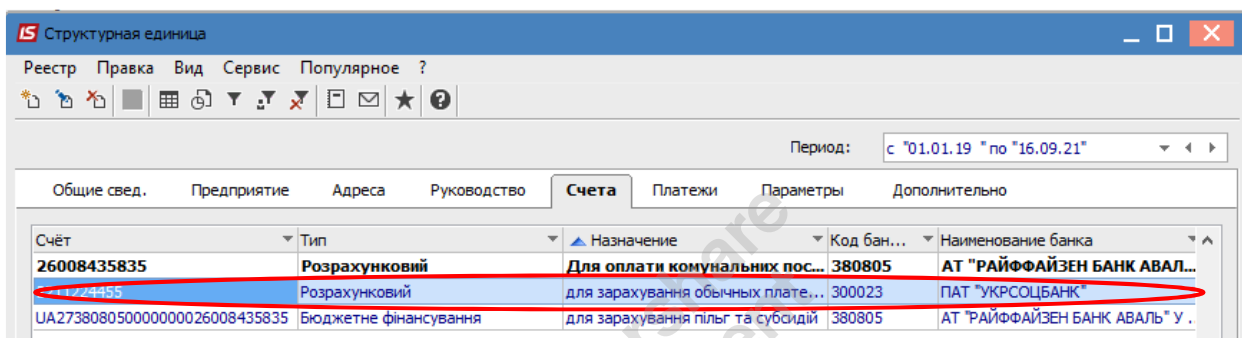 Структурная единица
Реестр Правка Вид Сервис Популярное ?
Период: с "01.01.19 " по "16.09.21"
Общие свед. Предприятие Адреса Руководство Счета Платежи Параметры Дополнительно
Счёт Тип Назначение Код бан... Наименование банка
26008435835 Розрахунковий Для оплати комунальних пос... 380805 АТ "РАЙФФАЙЗЕН БАНК АВАЛ...
Розрахунковий для зарахування обычных плате... 300023 ПАТ "УКРСОЦБАНК"
UA273808050000000026008435835 Бюджетне фінансування для зарахування пільг та субсидій 380805 АТ "РАЙФФАЙЗЕН БАНК АВАЛЬ" У .